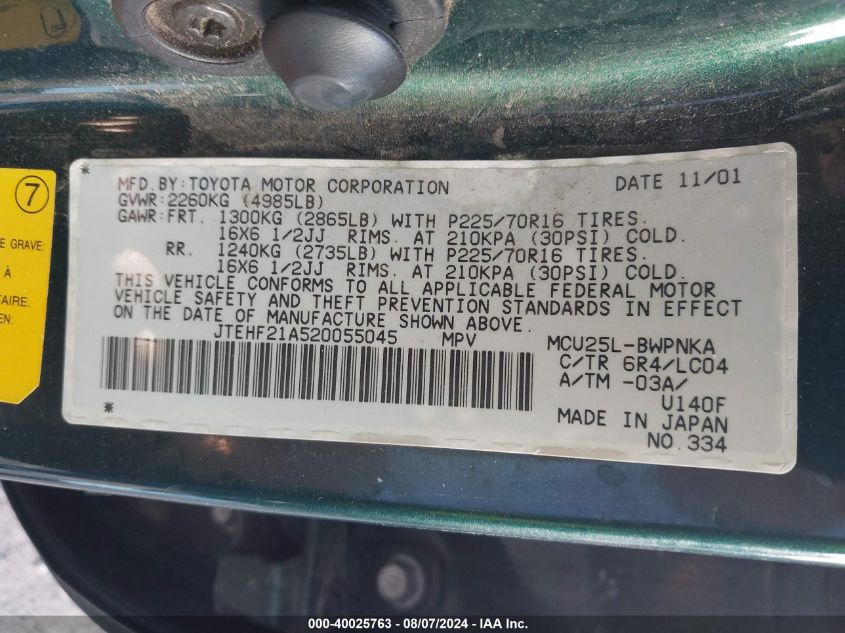 7
E GRAVE:
À
TAIRE.
EN:
* MFD.BY:TOYOTA MOTOR CORPORATION DATE 11/01
GVWR:2260KG (4985LB)
GAWR:FRT. 1300KG (2865LB) WITH P225/70R16 TIRES.
16X6 1/2JJ RIMS. AT 210KPA (30PSI) COLD.
RR. 1240KG (2735LB) WITH P225/70R16 TIRES.
16X6 1/2JJ RIMS. AT 210KPA (30PSI) COLD.
THIS VEHICLE CONFORMS TO ALL APPLICABLE FEDERAL MOTOR
VEHICLE SAFETY AND THEFT PREVENTION STANDARDS IN EFFECT
ON THE DATE OF MANUFACTURE SHOWN ABOVE.
JTEHF21A520055045 MPV MCU25L-BWPNKA
C/TR 6R4/LC04
A/TM -03A/
U140F
* MADE IN JAPAN
NO.334
000-40025763 - 08/07/2024 - IAA Inc.